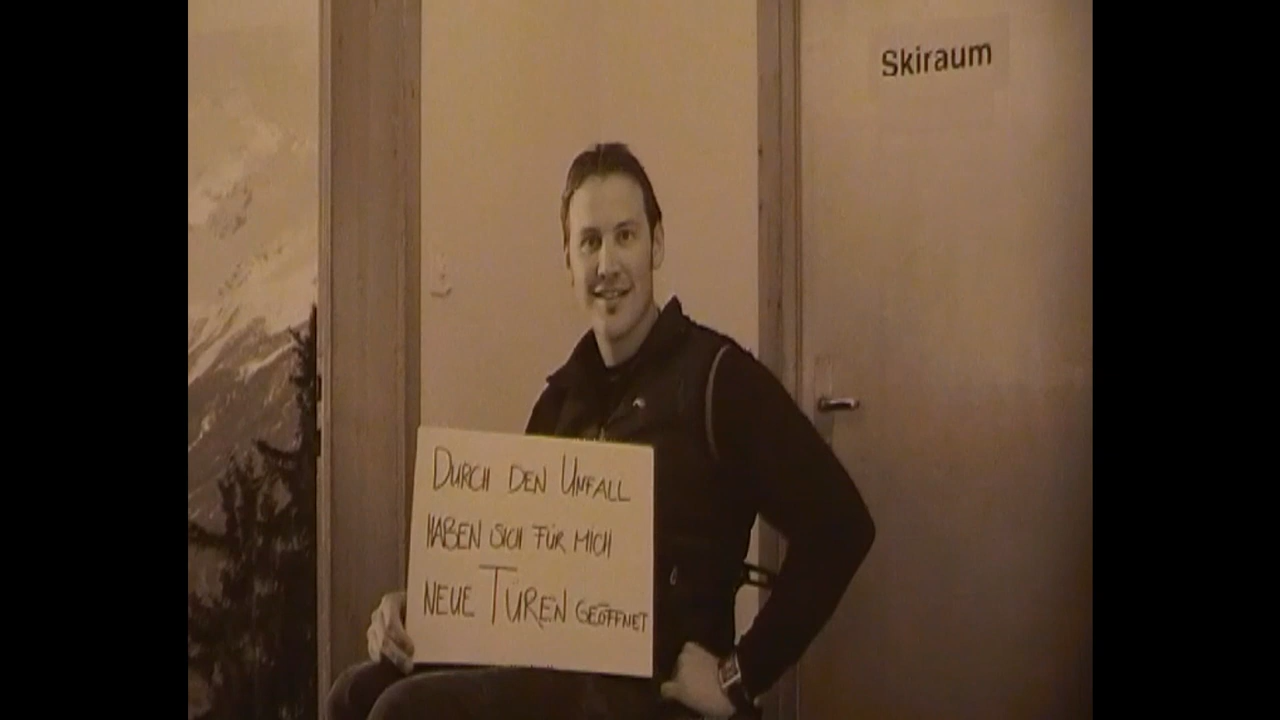 Skiraum
DURCH DEN UNFALL
HABEN SICH FÜR MICH
NEUE TÜREN GEÖFFNET